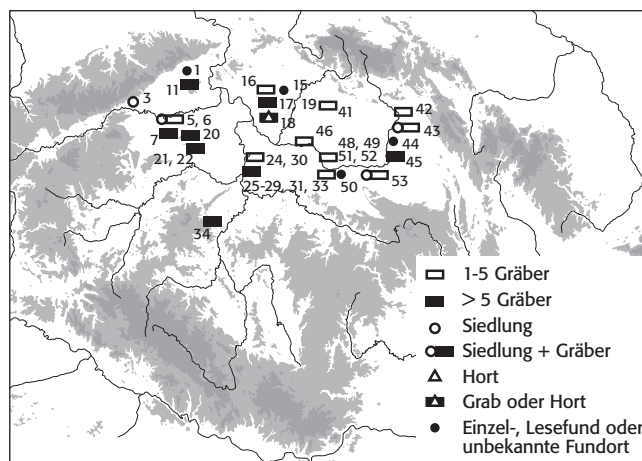 1
11
3
5, 6
7
20
21, 22
16
15
17
19
18
41
42
43
44
45
46
48, 49
51, 52
24, 30
25-29, 31, 33
50
53
34
1-5 Gräber
> 5 Gräber
Siedlung
Siedlung + Gräber
Hort
Grab oder Hort
Einzel-, Lesefund oder
unbekannte Fundort